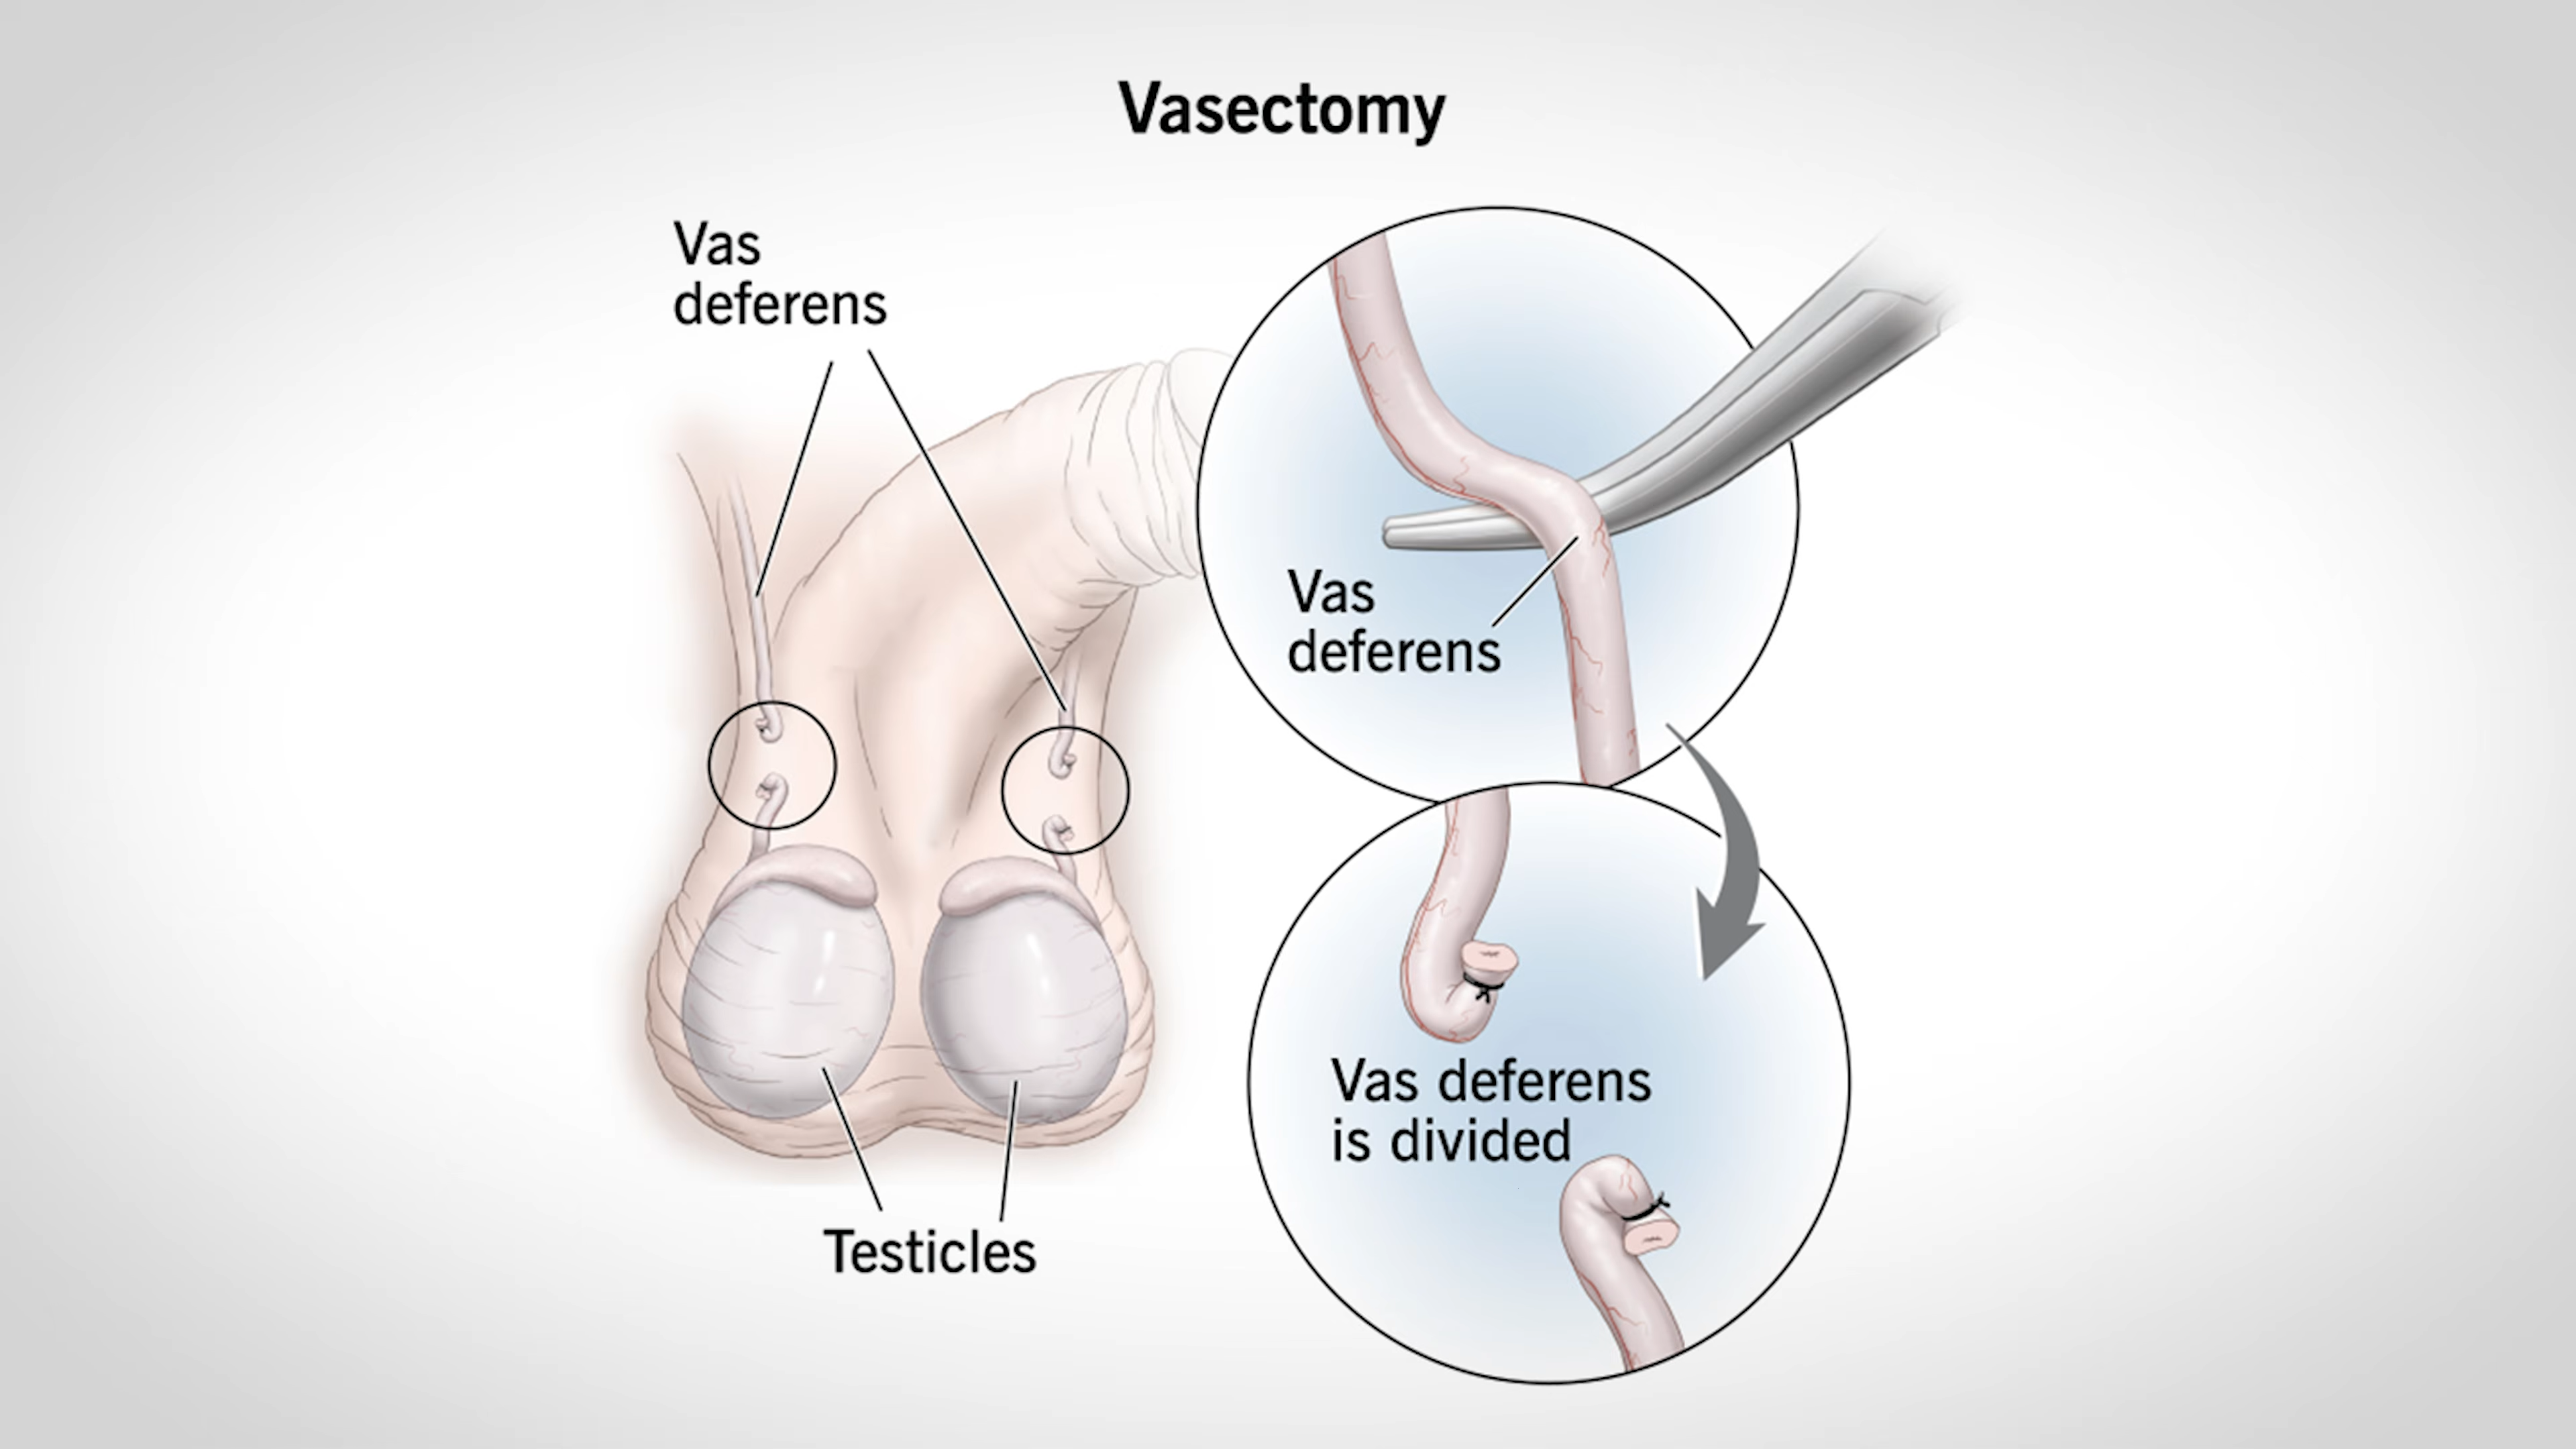 Vasectomy
Vas
deferens
Vas
deferens
Vas deferens
is divided
Testicles